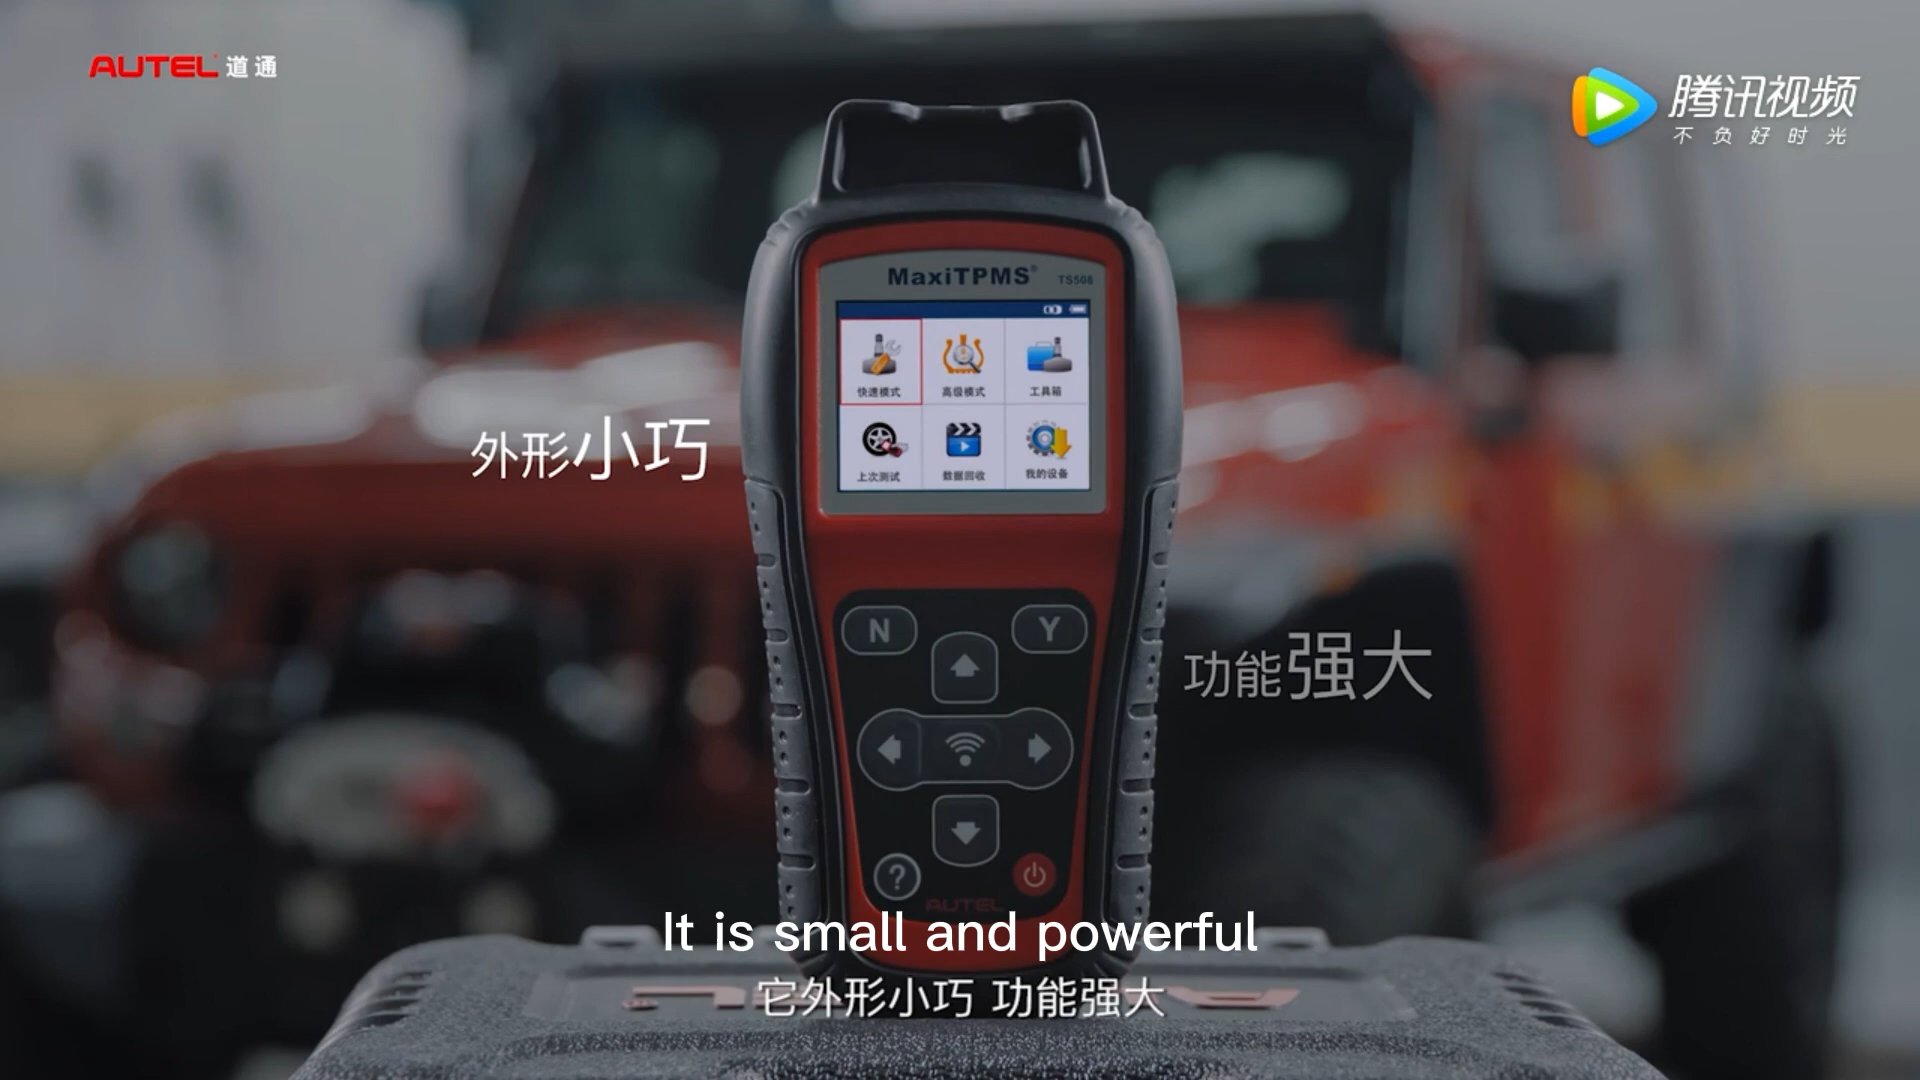 AUTEL 道通
腾讯视频
不负好时光
MaxiTPMS®
TS508
快速模式
高级模式
工具箱
上次测试
数据回收
我的设备
外形小巧
功能强大
N
Y
?
AUTEL
It is small and powerful
它外形小巧 功能强大